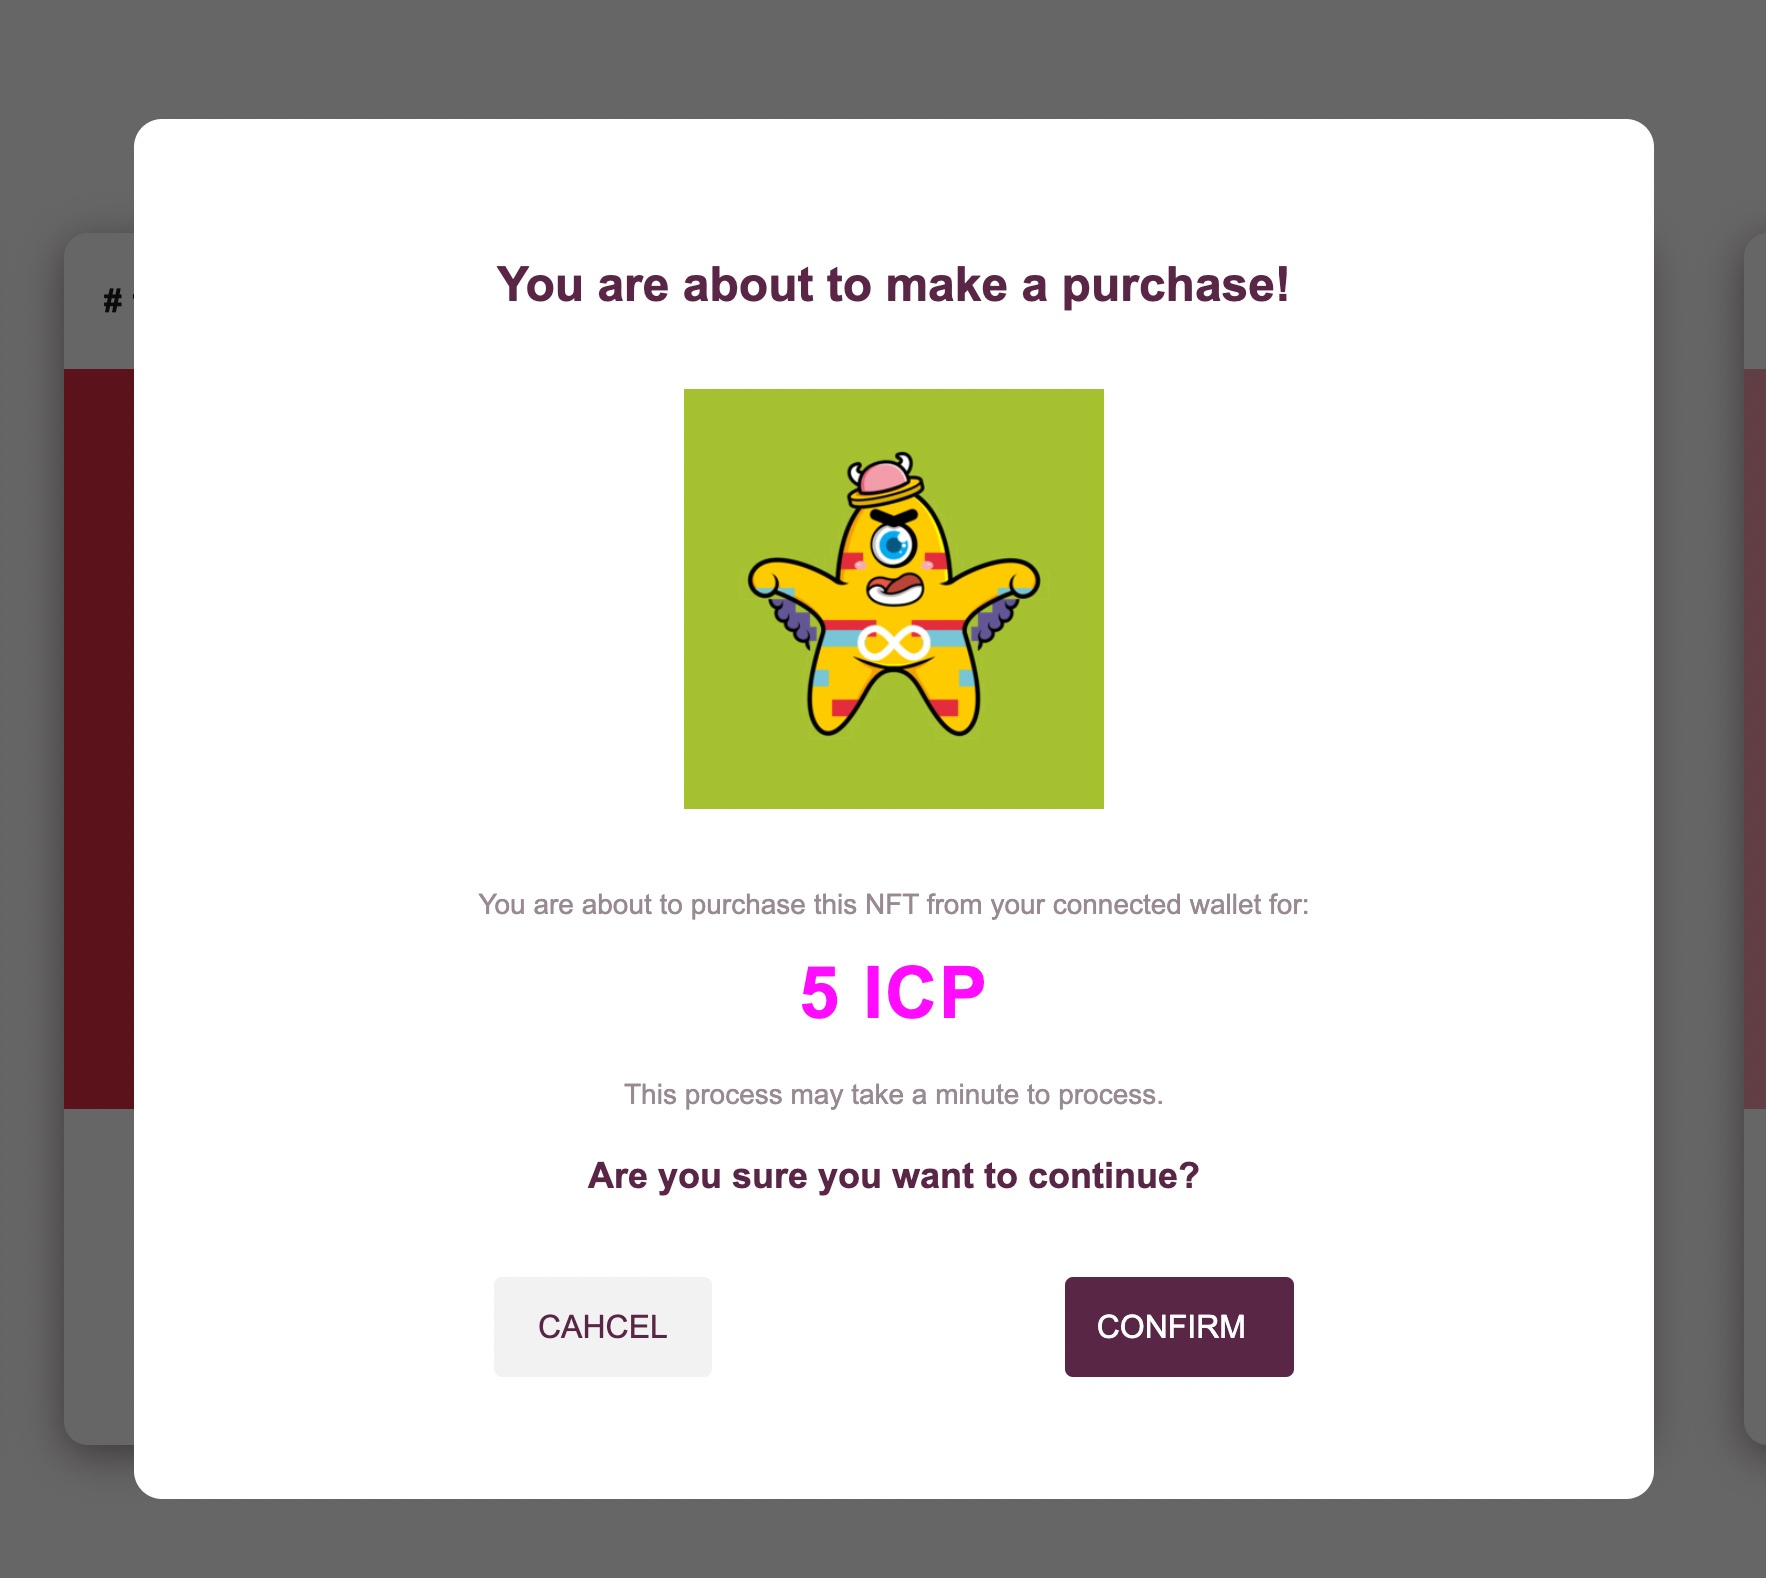 You are about to make a purchase!
#
You are about to purchase this NFT from your connected wallet for:
5 ICP
This process may take a minute to process.
Are you sure you want to continue?
CAHCEL
CONFIRM